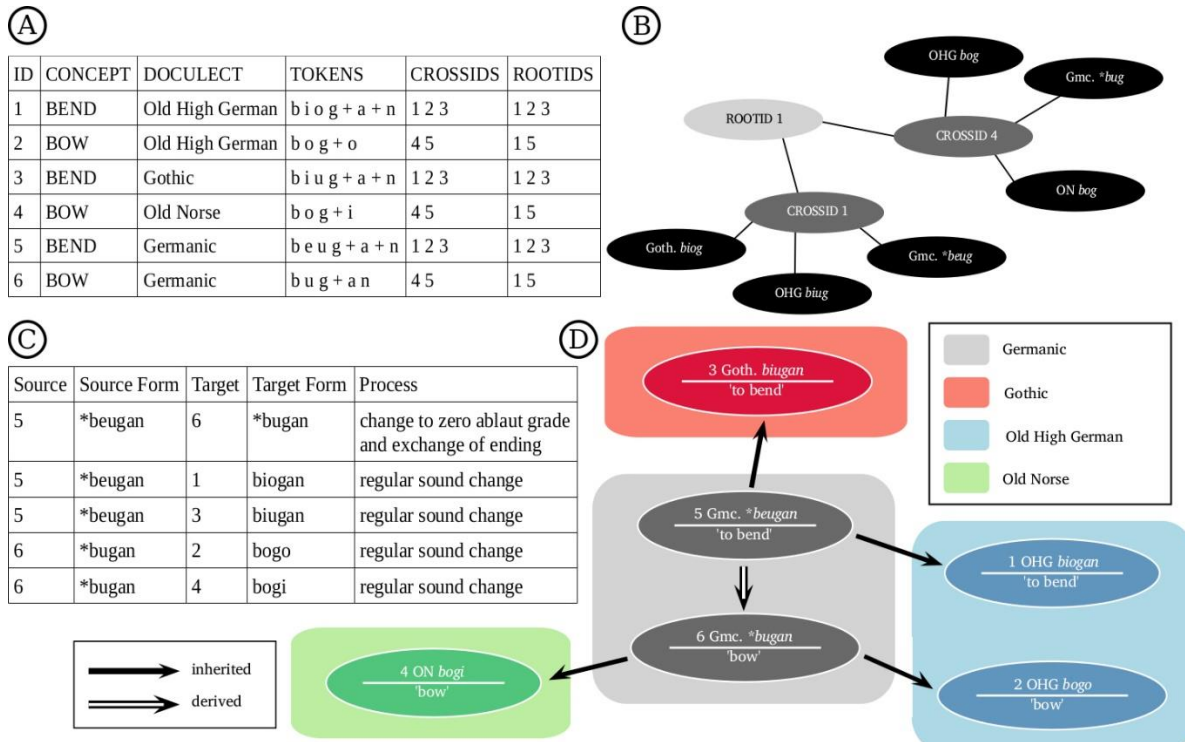 A
ID CONCEPT DOCULECT TOKENS CROSSIDS ROOTIDS
1 BEND Old High German b i o g + a + n 1 2 3 1 2 3
2 BOW Old High German b o g + o 4 5 1 5
3 BEND Gothic b i u g + a + n 1 2 3 1 2 3
4 BOW Old Norse b o g + i 4 5 1 5
5 BEND Germanic b e u g + a + n 1 2 3 1 2 3
6 BOW Germanic b u g + an 4 5 1 5
B
OHG bog
Gmc. *bug
ROOTID 1
CROSSID 4
ON bog
CROSSID 1
Goth. biog
Gmc. *beug
OHG biug
C
Source Source Form Target Target Form Process
5 *beugan 6 *bugan change to zero ablaut grade
and exchange of ending
5 *beugan 1 biogan regular sound change
5 *beugan 3 biugan regular sound change
6 *bugan 2 bogo regular sound change
6 *bugan 4 bogi regular sound change
inherited
derived
D
3 Goth. biugan
'to bend'
5 Gmc. *beugan
'to bend'
1 OHG biogan
'to bend'
6 Gmc. *bugan
'bow'
4 ON bogi
'bow'
2 OHG bogo
'bow'
Germanic
Gothic
Old High German
Old Norse